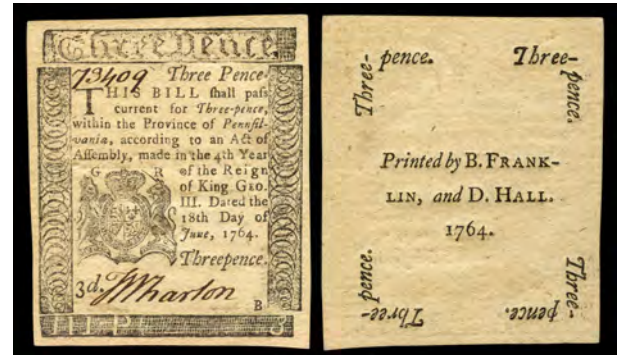 Three Pence.
73409 Three Pence.
THIS BILL ſhall paſs
current for Three-pence,
within the Province of Pennſil-
vania, according to an Act of
Aſſembly, made in the 4th Year
G R of the Reign
of King GEO.
III. Dated the
18th Day of
June, 1764.
Threepence.
3d. Wharton
B
III. P
Three-pence.
Three-pence.
Printed by B. FRANK-
LIN, and D. HALL.
1764.
Three-pence.
Three-pence.